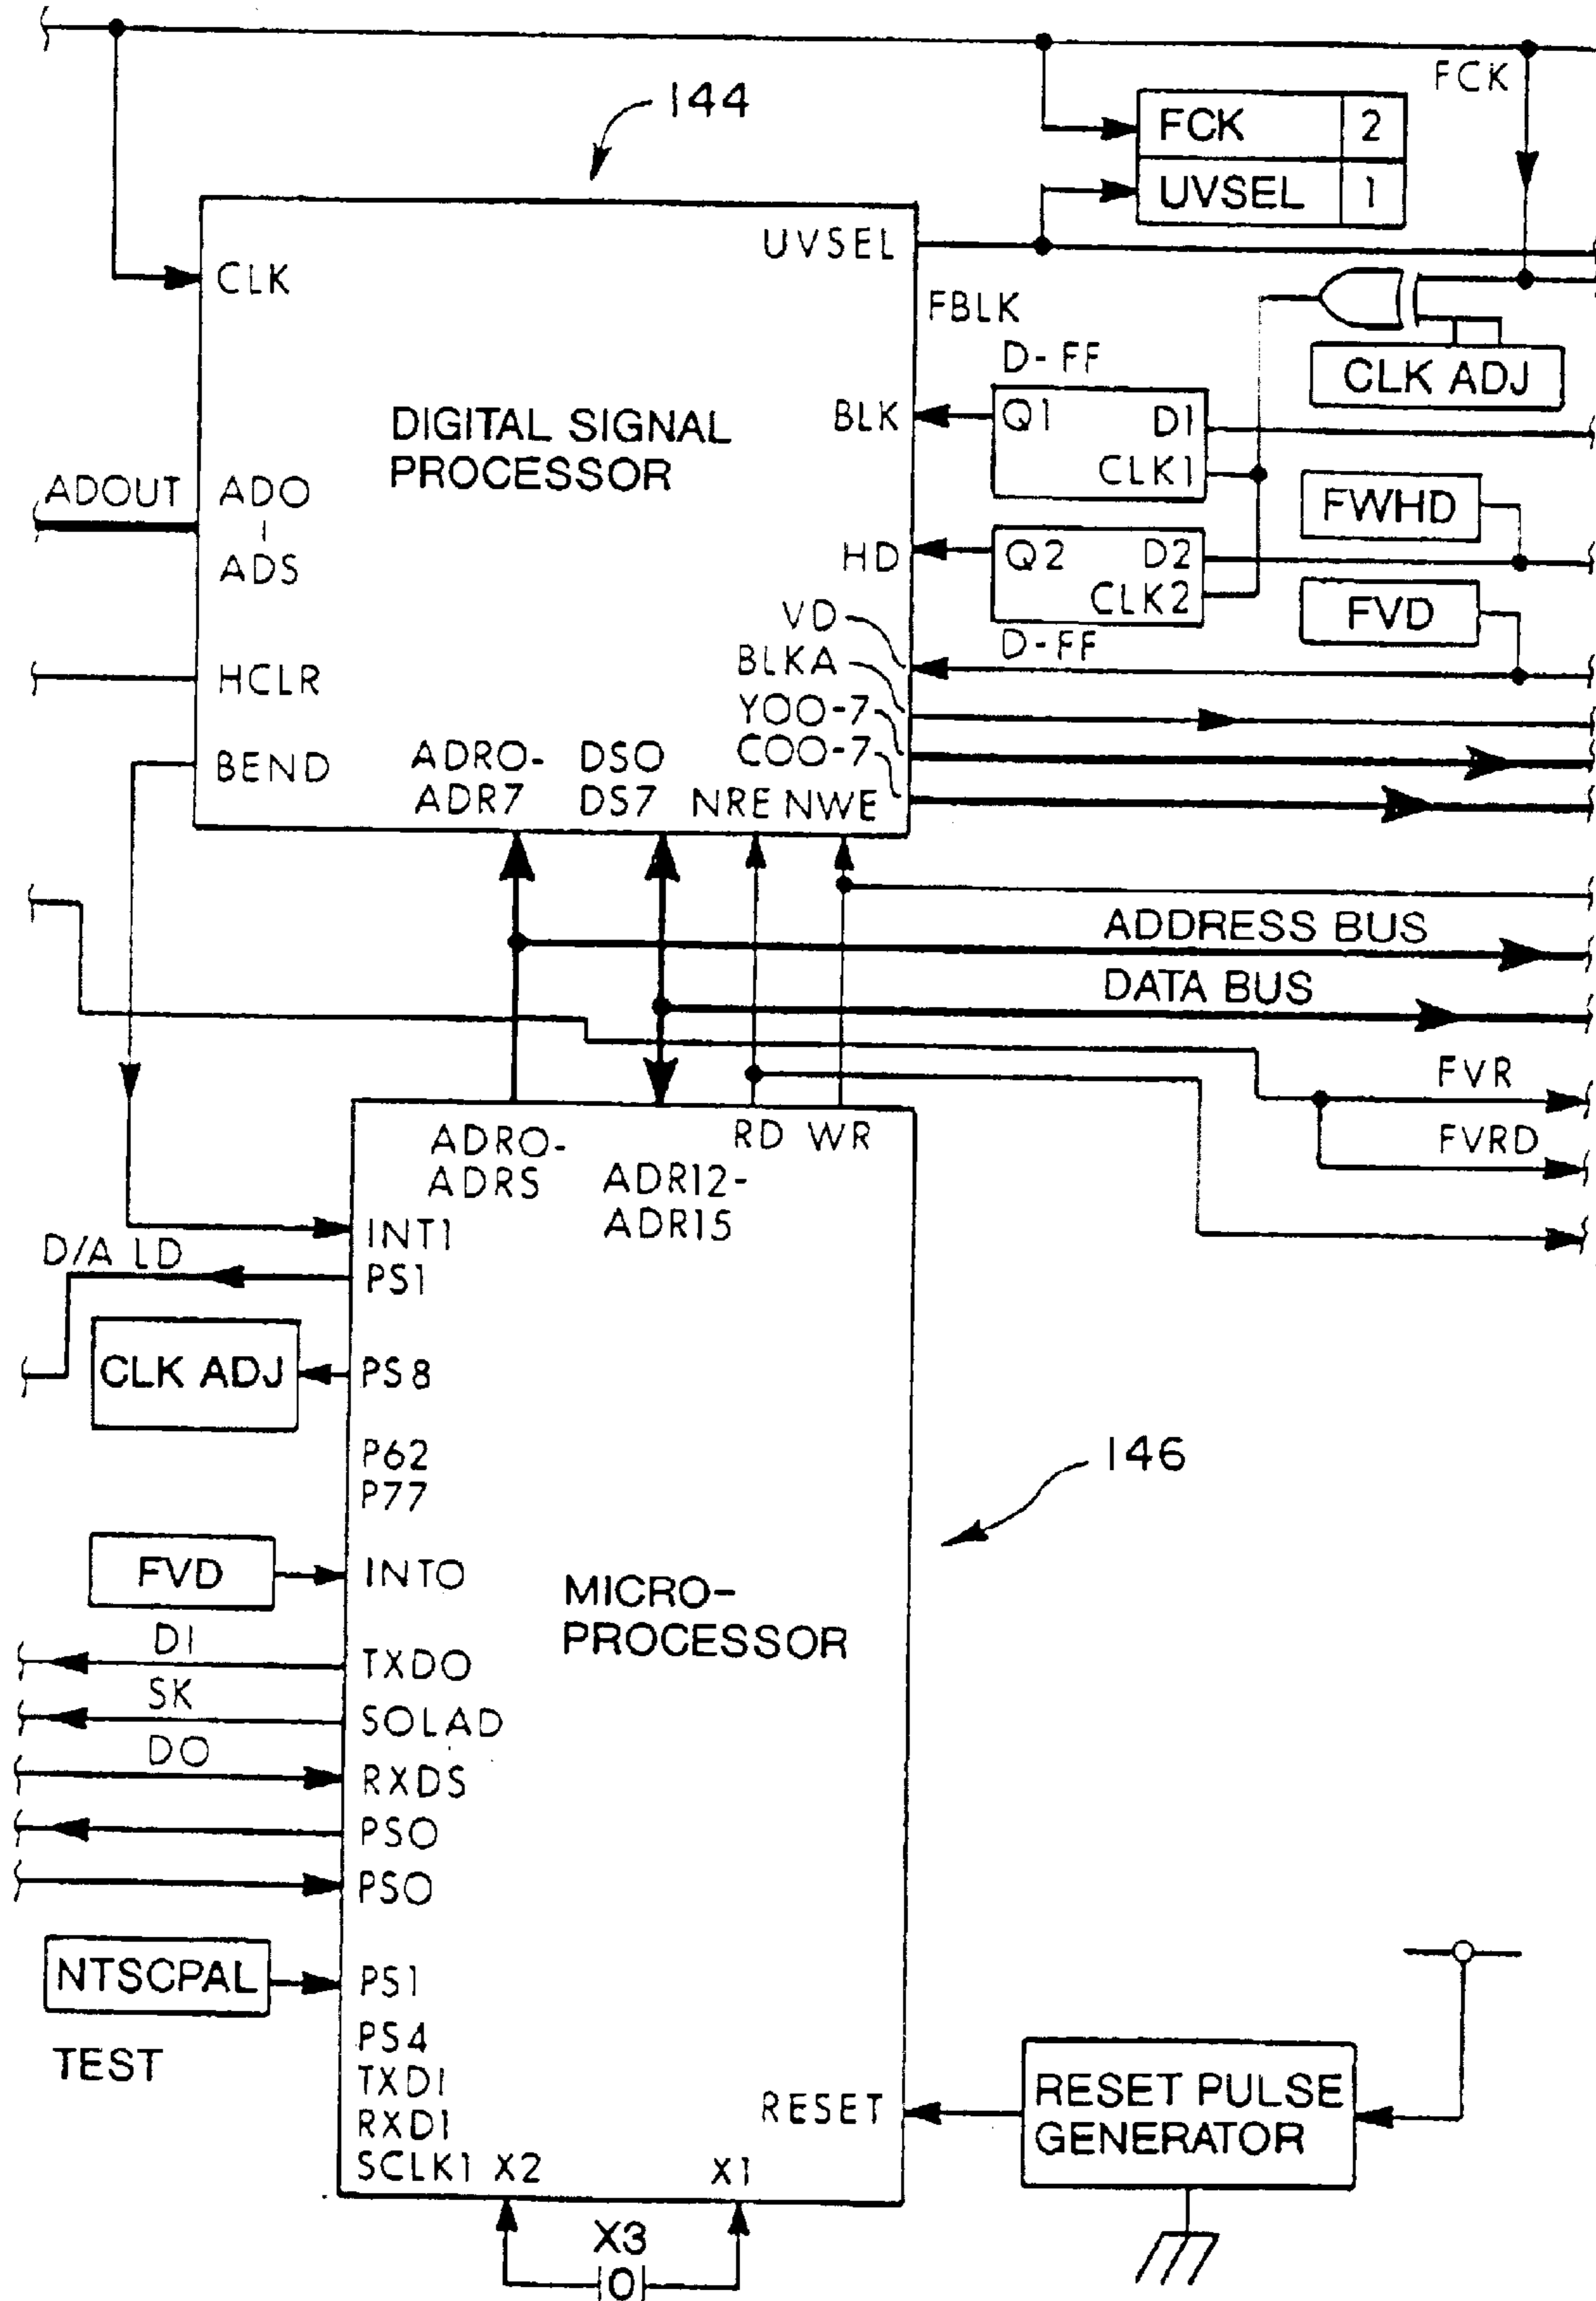 FCK
144
FCK 2
UVSEL 1
UVSEL
CLK
FBLK
D-FF
CLK ADJ
DIGITAL SIGNAL
PROCESSOR
BLK
Q1 D1
CLK1
ADOUT
ADO
ADS
FWHD
HD
Q2 D2
CLK2
D-FF
FVD
VD
BLKA
YOO-7
COO-7
HCLR
BEND
ADRO-
ADR7
DSO
DS7
NRE NWE
ADDRESS BUS
DATA BUS
FVR
FVRD
ADRO-
ADRS
ADR12-
ADR15
RD WR
INT1
D/A LD
PS1
CLK ADJ
PS8
P62
P77
146
FVD
INTO
MICRO-
PROCESSOR
DI
TXDO
SK
SOLAD
DO
RXDS
PSO
PSO
NTSCPAL
PS1
TEST
PS4
TXD1
RXD1
SCLK1 X2
X1
RESET
RESET PULSE
GENERATOR
X3